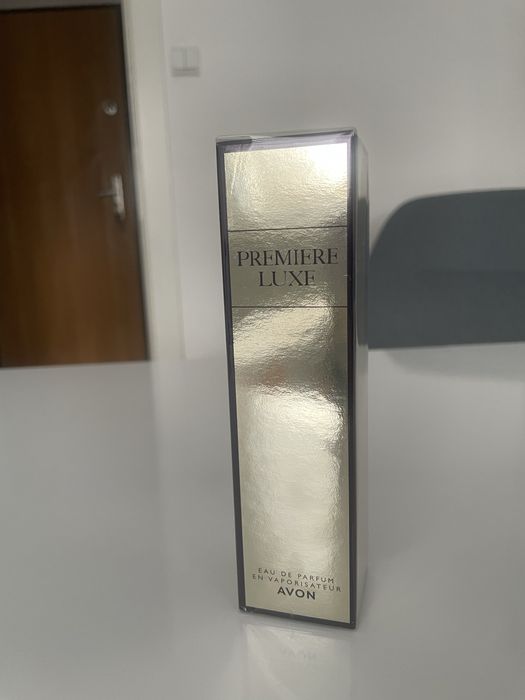 PREMIERE
LUXE
EAU DE PARFUM
EN VAPORISATEUR
AVON